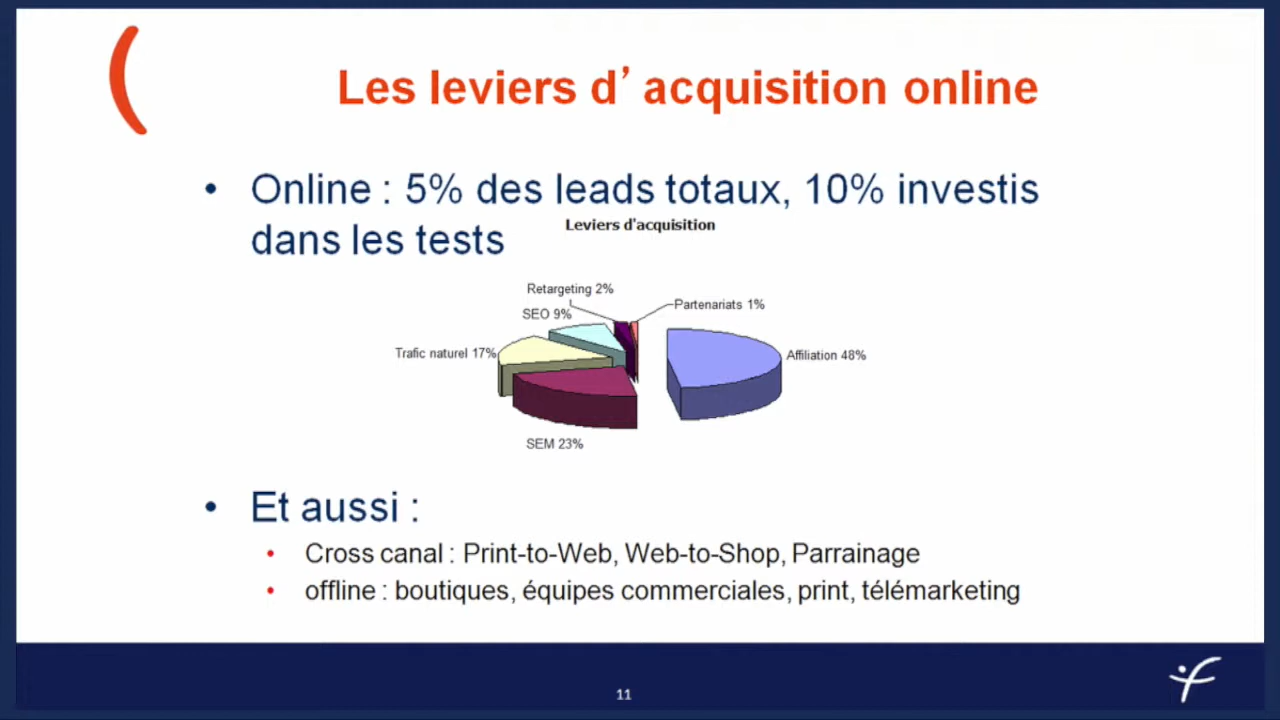 Les leviers d’ acquisition online
• Online : 5% des leads totaux, 10% investis
dans les tests
Leviers d'acquisition
Retargeting 2%
Partenariats 1%
SEO 9%
Trafic naturel 17%
Affiliation 48%
SEM 23%
• Et aussi :
• Cross canal : Print-to-Web, Web-to-Shop, Parrainage
• offline : boutiques, équipes commerciales, print, télémarketing
11